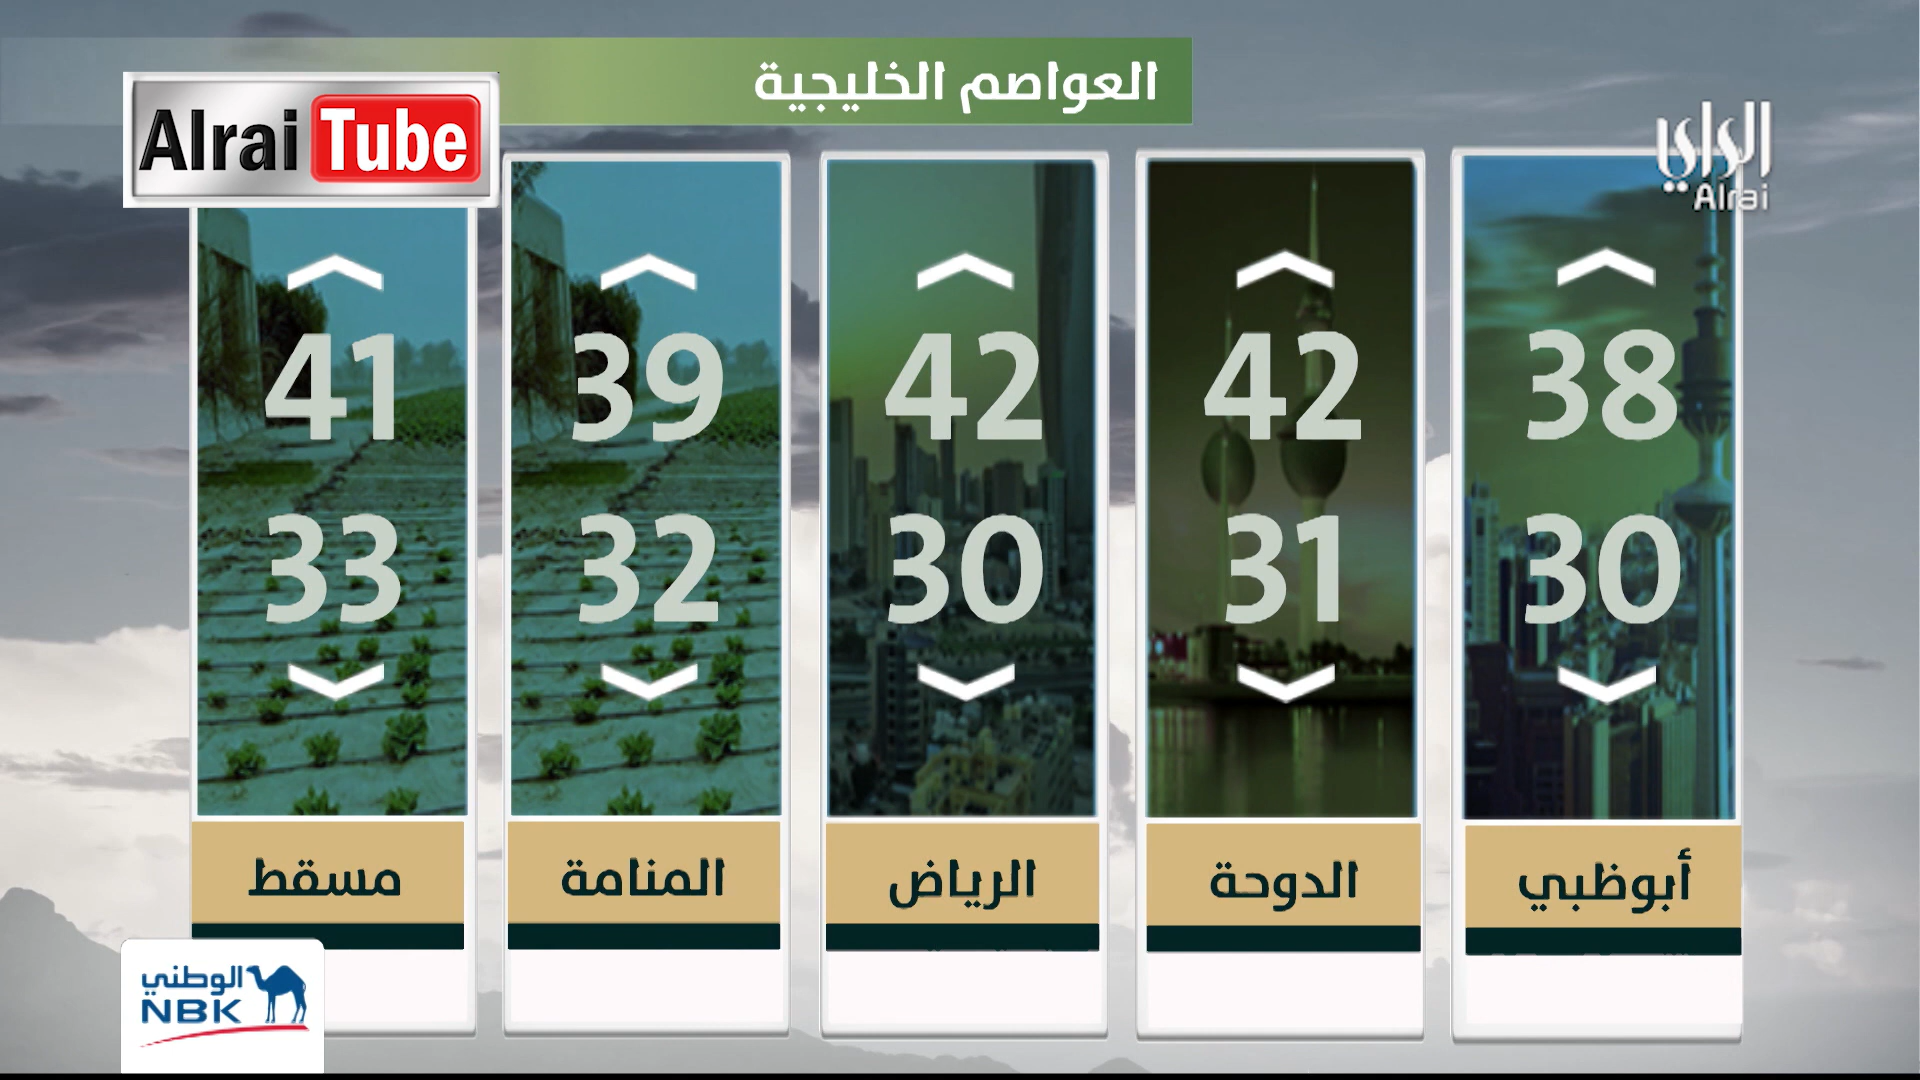 العواصم الخليجية
Alrai Tube
الراي
Alrai
38
30
أبوظبي
42
31
الدوحة
42
30
الرياض
39
32
المنامة
41
33
مسقط
الوطني
NBK